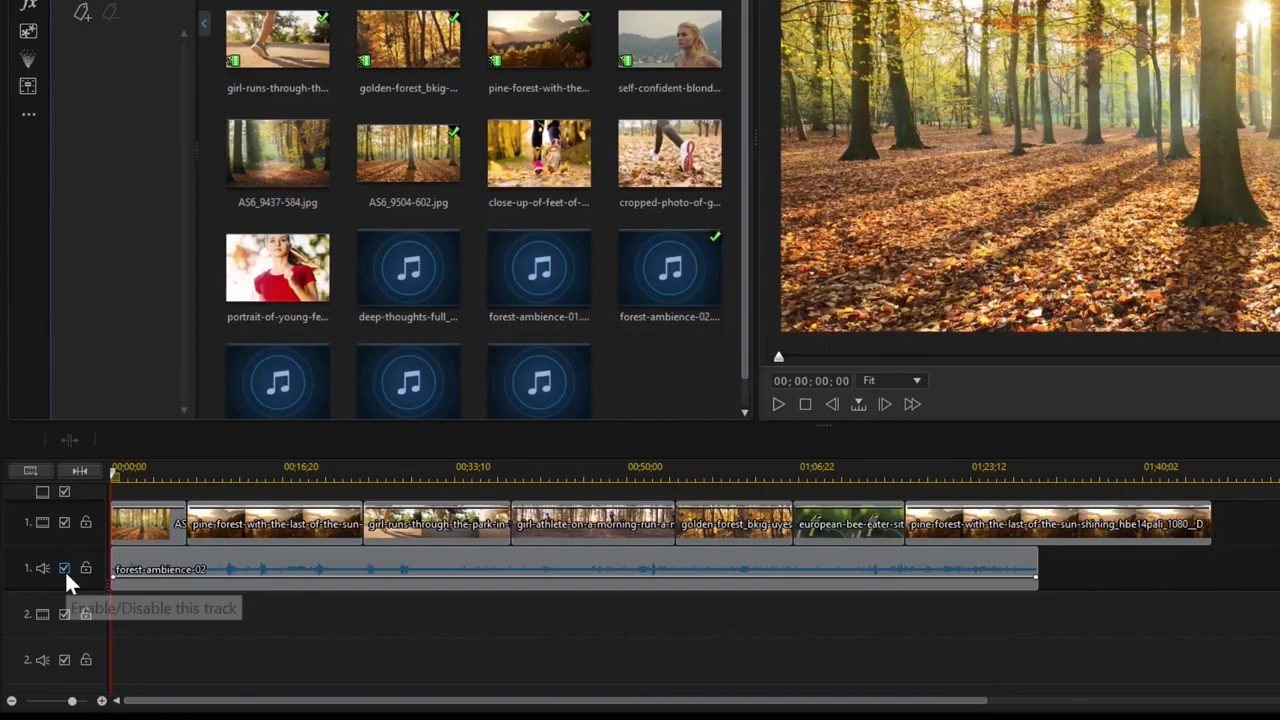 girl-runs-through-th...
golden-forest_bkig-...
pine-forest-with-the...
self-confident-blond...
AS6_9437-584.jpg
AS6_9504-602.jpg
close-up-of-feet-of-...
cropped-photo-of-g...
portrait-of-young-fe...
deep-thoughts-full_...
forest-ambience-01....
forest-ambience-02....
00; 00; 00; 00
Fit
00;00;00
00;16;20
00;33;10
00;50;00
01;06;22
01;23;12
01;40;02
1.
AS
pine-forest-with-the-last-of-the-sun-
girl-runs-through-the-park-in-
girl-athlete-on-a-morning-run-a-r
golden-forest_bkig-uyes
european-bee-eater-sit
pine-forest-with-the-last-of-the-sun-shining_hbe14pali_1080__D
1.
forest-ambience-02
Enable/Disable this track
2.
2.